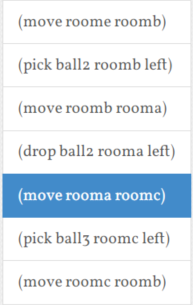 (move roome roomb)
(pick ball2 roomb left)
(move roomb rooma)
(drop ball2 rooma left)
(move rooma roomc)
(pick ball3 roomc left)
(move roomc roomb)